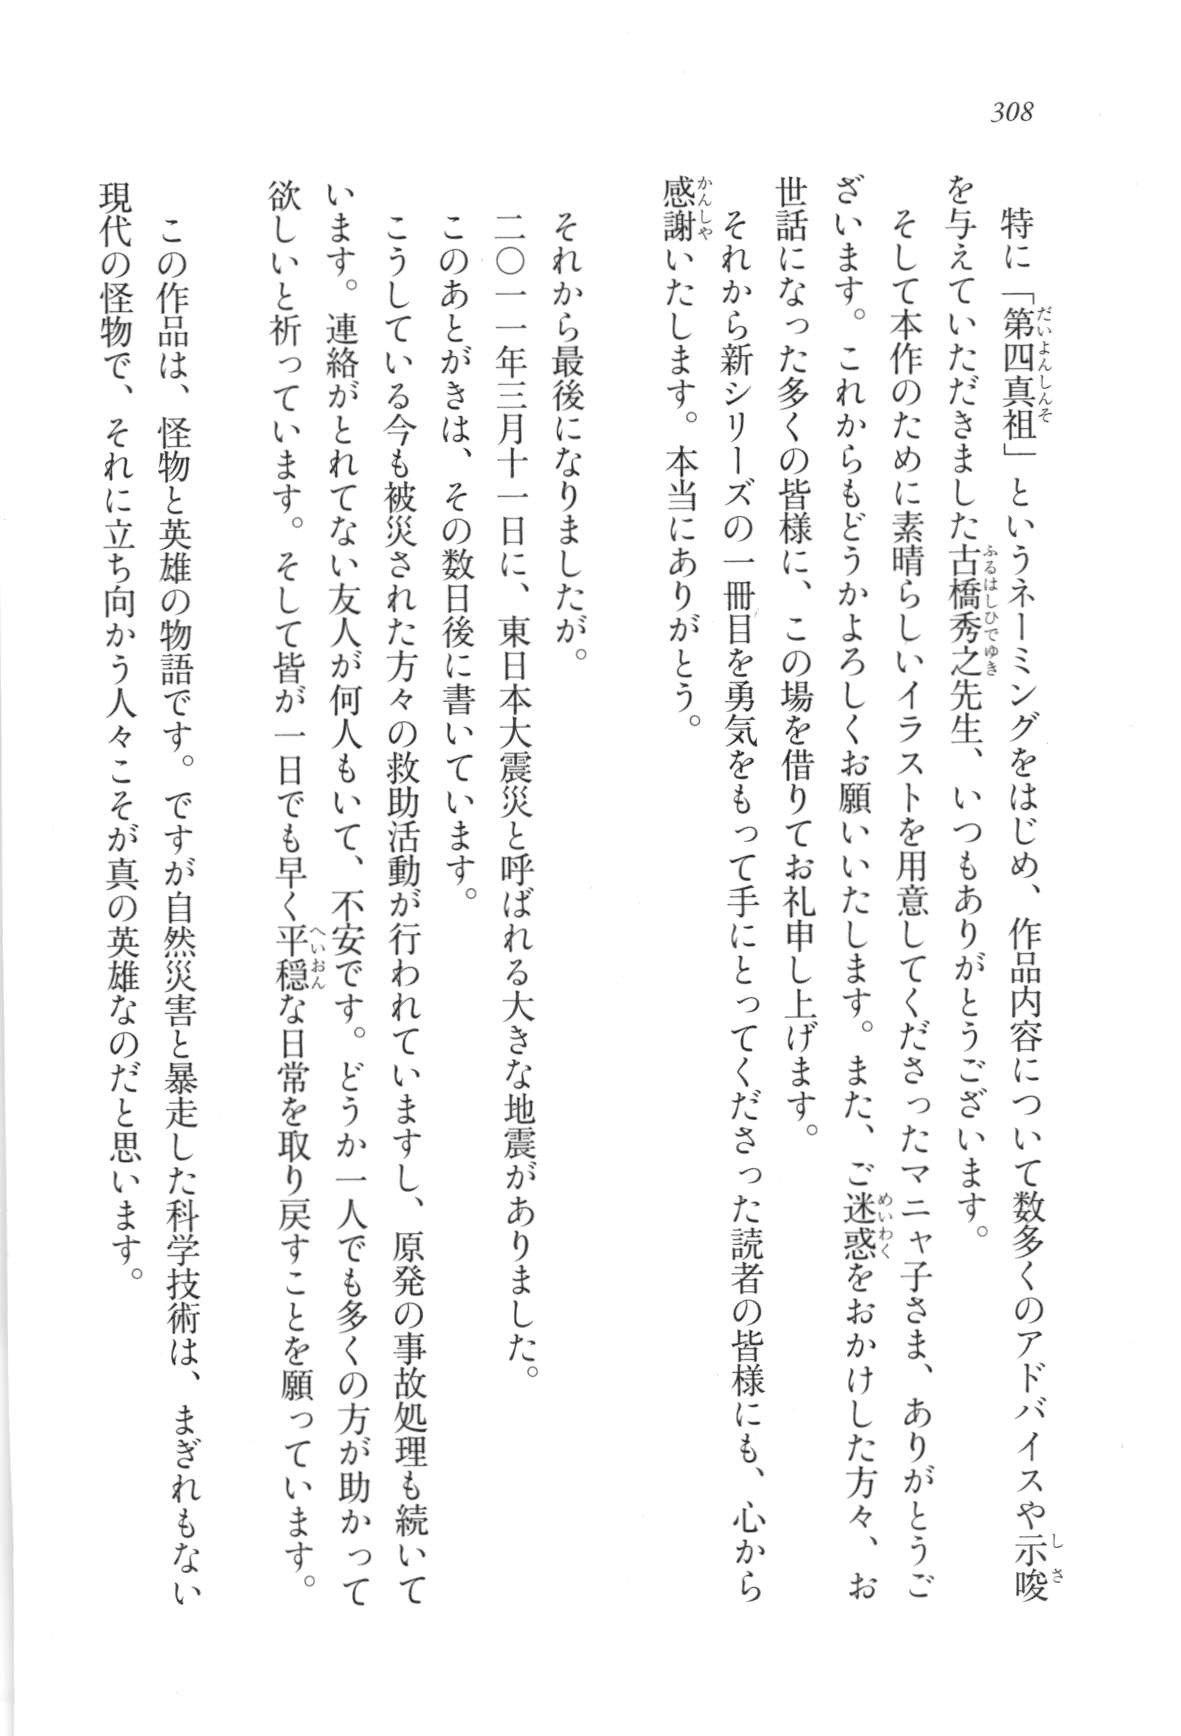 308
特に「第四真祖」というネーミングをはじめ、作品内容について数多くのアドバイスや示唆
を与えていただきました古橋秀之先生、いつもありがとうございます。
そして本作のために素晴らしいイラストを用意してくださったマニャ子さま、ありがとうご
ざいます。これからもどうかよろしくお願いいたします。また、ご迷惑をおかけした方々、お
世話になった多くの皆様に、この場を借りてお礼申し上げます。
それから新シリーズの一冊目を勇気をもって手にとってくださった読者の皆様にも、心から
感謝いたします。本当にありがとう。
それから最後になりましたが。
二〇一一年三月十一日に、東日本大震災と呼ばれる大きな地震がありました。
このあとがきは、その数日後に書いています。
こうしている今も被災された方々の救助活動が行われていますし、原発の事故処理も続いて
います。連絡がとれてない友人が何人もいて、不安です。どうか一人でも多くの方が助かって
欲しいと祈っています。そして皆が一日でも早く平穏な日常を取り戻すことを願っています。
この作品は、怪物と英雄の物語です。ですが自然災害と暴走した科学技術は、まぎれもない
現代の怪物で、それに立ち向かう人々こそが真の英雄なのだと思います。